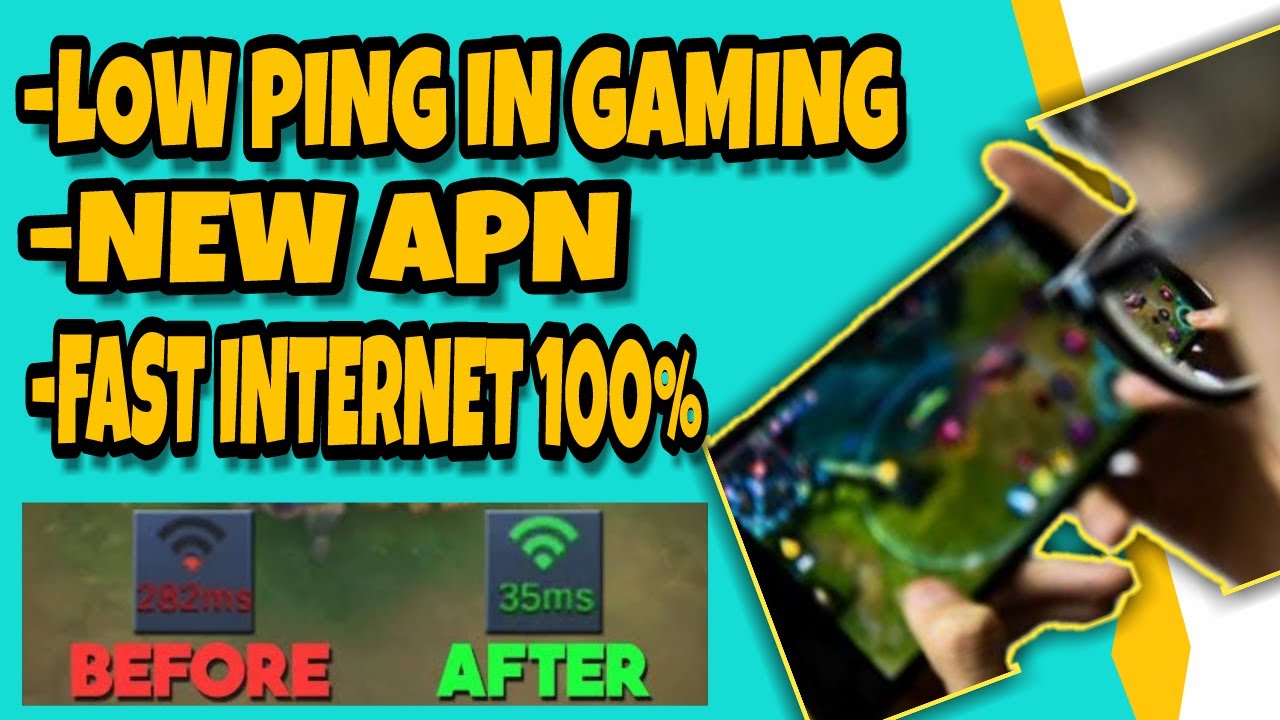 -LOW PING IN GAMING
-NEW APN
-FAST INTERNET 100%
282ms 35ms
BEFORE AFTER